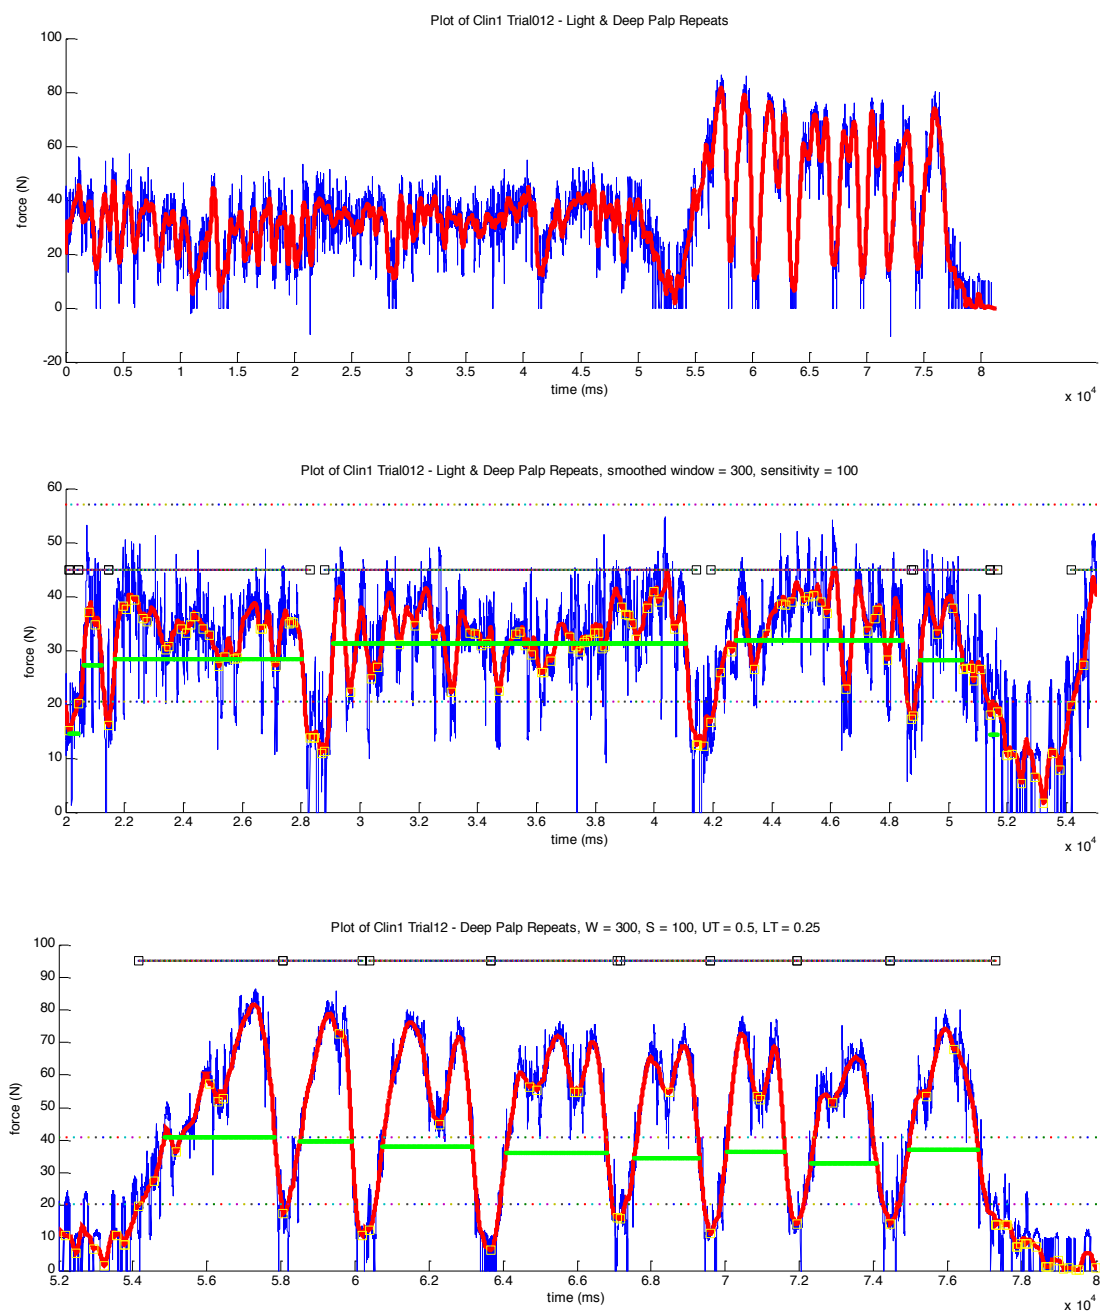 Plot of Clin1 Trial012 - Light & Deep Palp Repeats
100
80
60
40
20
0
-20
force (N)
0 0.5 1 1.5 2 2.5 3 3.5 4 4.5 5 5.5 6 6.5 7 7.5 8
time (ms)
x 10^4
Plot of Clin1 Trial012 - Light & Deep Palp Repeats, smoothed window = 300, sensitivity = 100
60
50
40
30
20
10
0
force (N)
2 2.2 2.4 2.6 2.8 3 3.2 3.4 3.6 3.8 4 4.2 4.4 4.6 4.8 5 5.2 5.4
time (ms)
x 10^4
Plot of Clin1 Trial12 - Deep Palp Repeats, W = 300, S = 100, UT = 0.5, LT = 0.25
100
90
80
70
60
50
40
30
20
10
0
force (N)
5.2 5.4 5.6 5.8 6 6.2 6.4 6.6 6.8 7 7.2 7.4 7.6 7.8 8
time (ms)
x 10^4